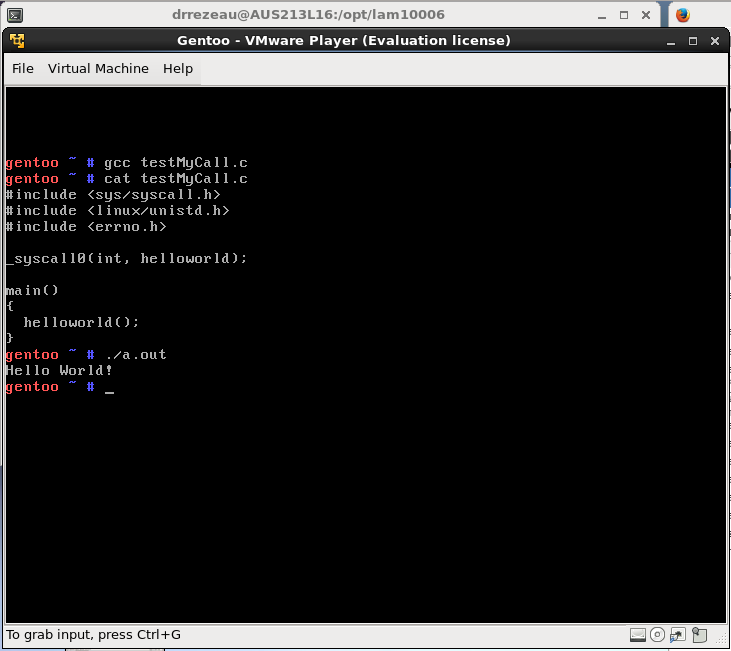 drrezeau@AUS213L16:/opt/lam10006
Gentoo - VMware Player (Evaluation license)
File Virtual Machine Help
gentoo ~ # gcc testMyCall.c
gentoo ~ # cat testMyCall.c
#include <sys/syscall.h>
#include <linux/unistd.h>
#include <errno.h>
_syscall0(int, helloworld);
main()
{
  helloworld();
}
gentoo ~ # ./a.out
Hello World!
gentoo ~ # _
To grab input, press Ctrl+G